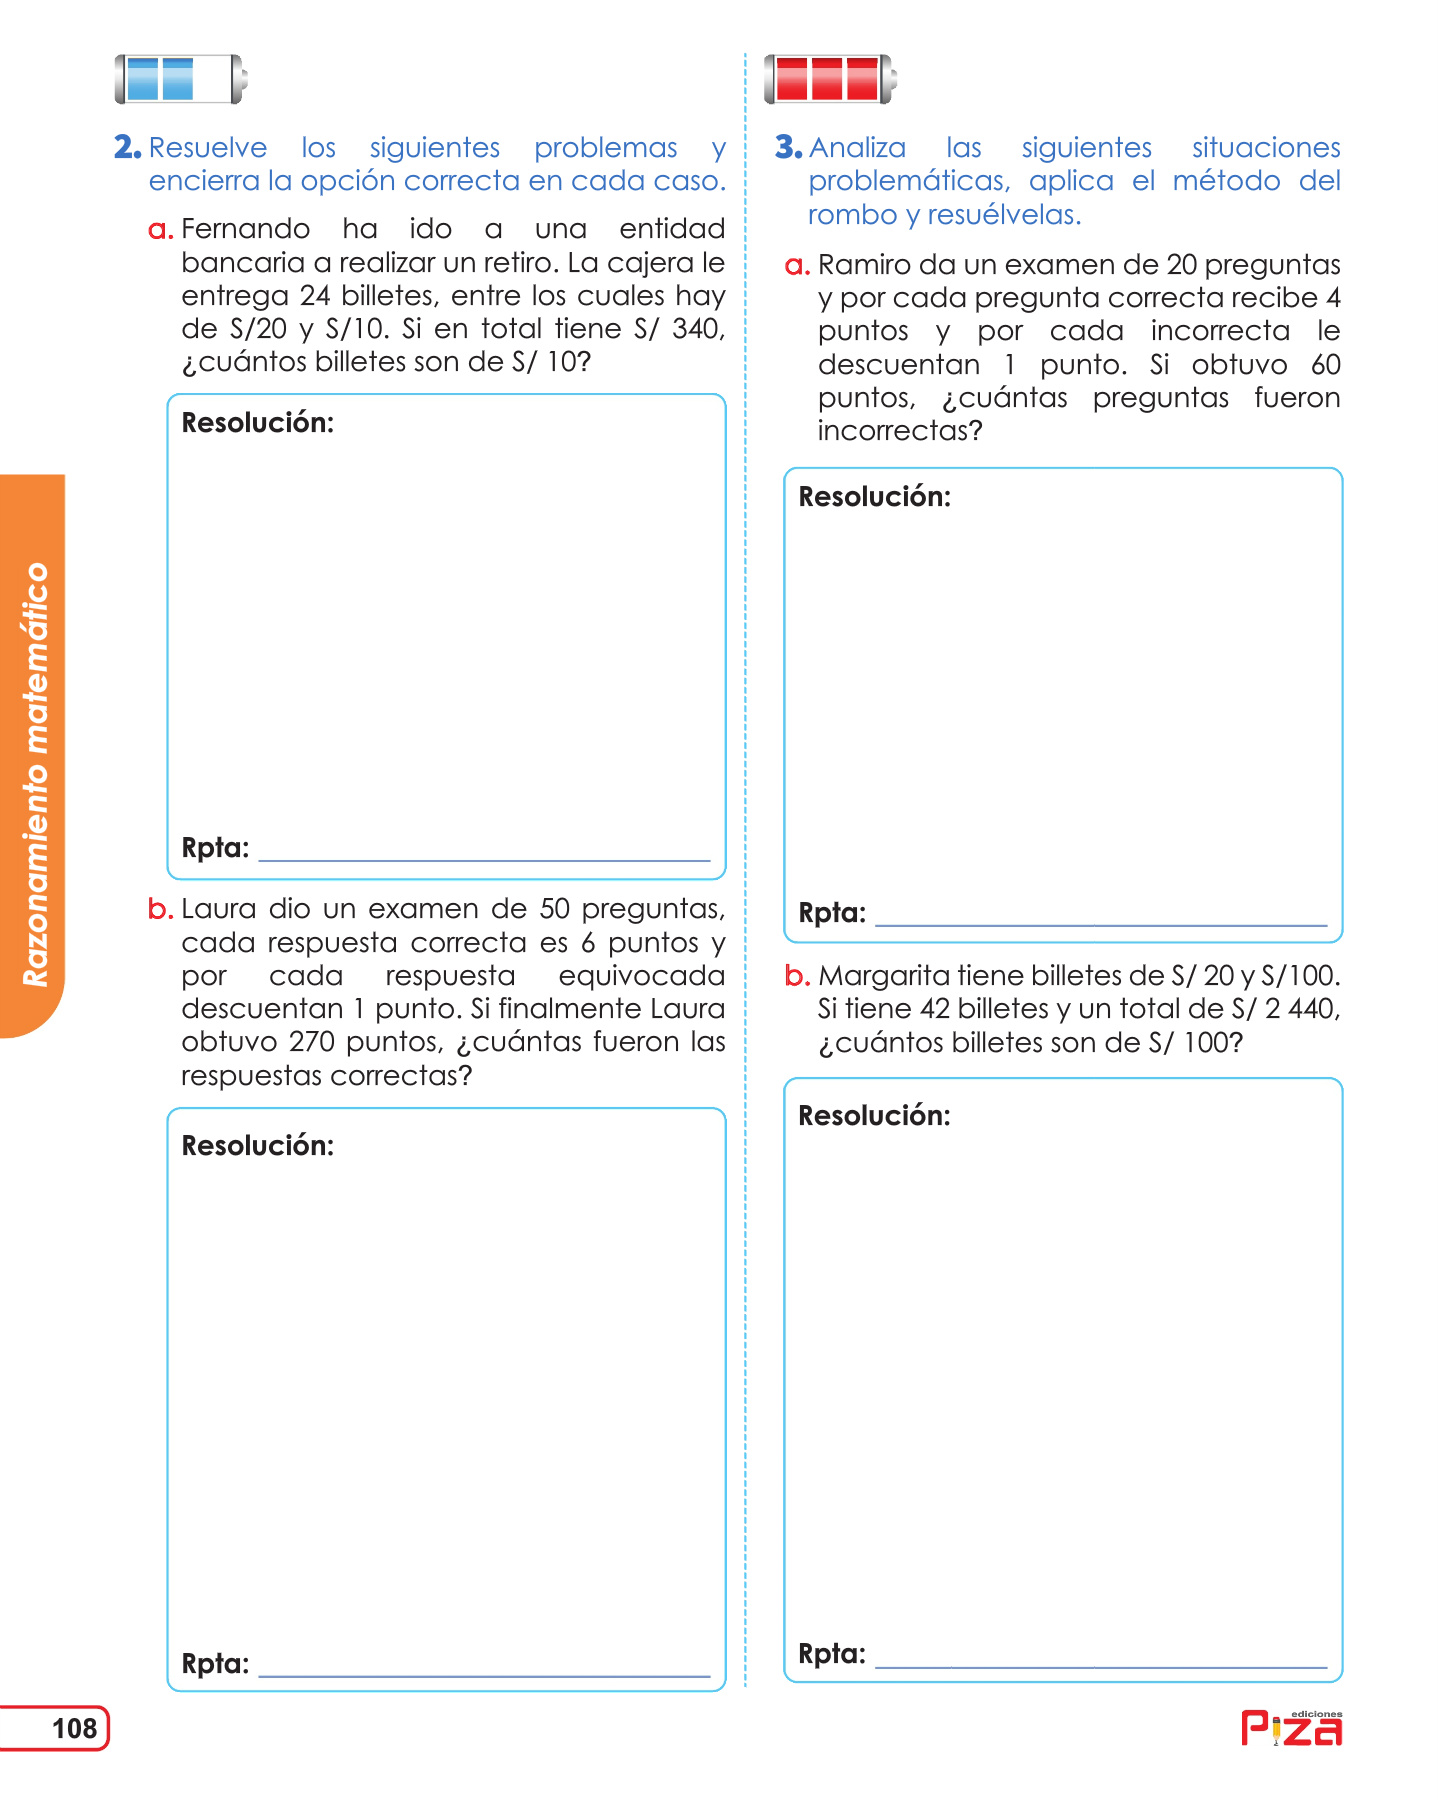 2. Resuelve los siguientes problemas y
encierra la opción correcta en cada caso.
a. Fernando ha ido a una entidad
bancaria a realizar un retiro. La cajera le
entrega 24 billetes, entre los cuales hay
de S/20 y S/10. Si en total tiene S/ 340,
¿cuántos billetes son de S/ 10?
Resolución:
Rpta:
b. Laura dio un examen de 50 preguntas,
cada respuesta correcta es 6 puntos y
por cada respuesta equivocada
descuentan 1 punto. Si finalmente Laura
obtuvo 270 puntos, ¿cuántas fueron las
respuestas correctas?
Resolución:
Rpta:
3. Analiza las siguientes situaciones
problemáticas, aplica el método del
rombo y resuélvelas.
a. Ramiro da un examen de 20 preguntas
y por cada pregunta correcta recibe 4
puntos y por cada incorrecta le
descuentan 1 punto. Si obtuvo 60
puntos, ¿cuántas preguntas fueron
incorrectas?
Resolución:
Rpta:
b. Margarita tiene billetes de S/ 20 y S/100.
Si tiene 42 billetes y un total de S/ 2 440,
¿cuántos billetes son de S/ 100?
Resolución:
Rpta:
Razonamiento matemático
108
ediciones
Piza